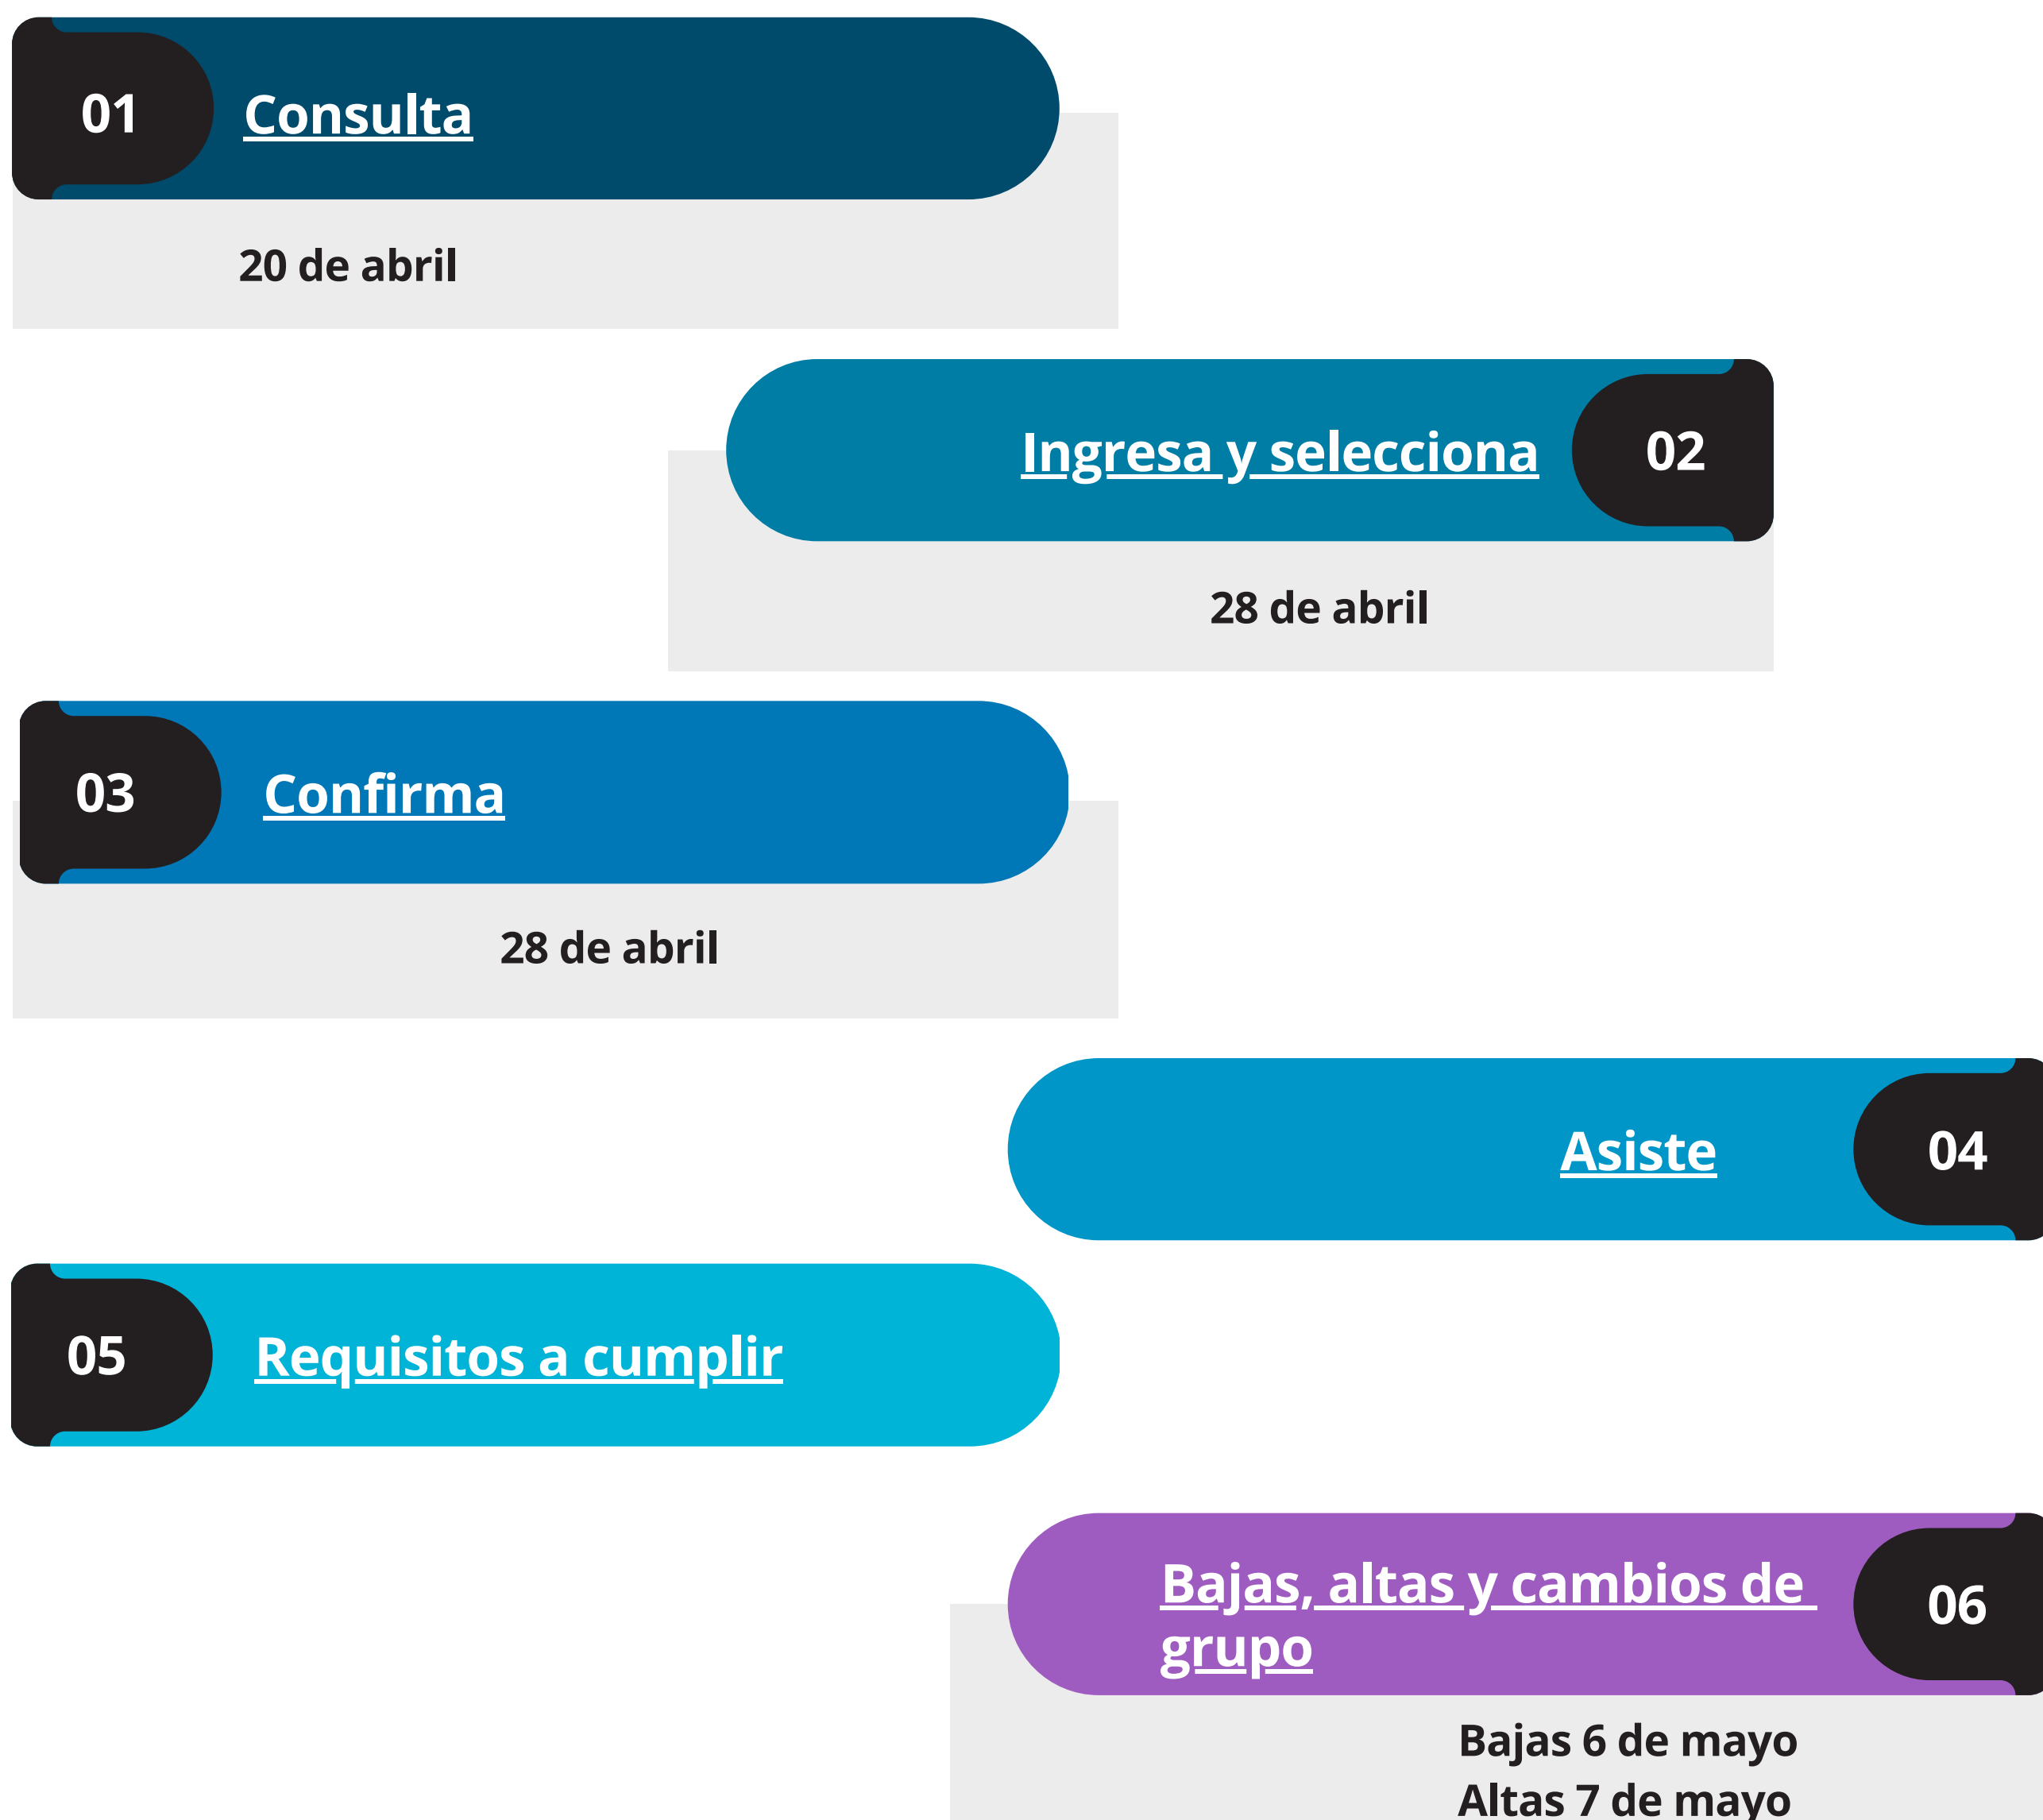 01
Consulta
20 de abril
Ingresa y selecciona
02
28 de abril
03
Confirma
28 de abril
Asiste
04
05
Requisitos a cumplir
Bajas, altas y cambios de
grupo
06
Bajas 6 de mayo
Altas 7 de mayo